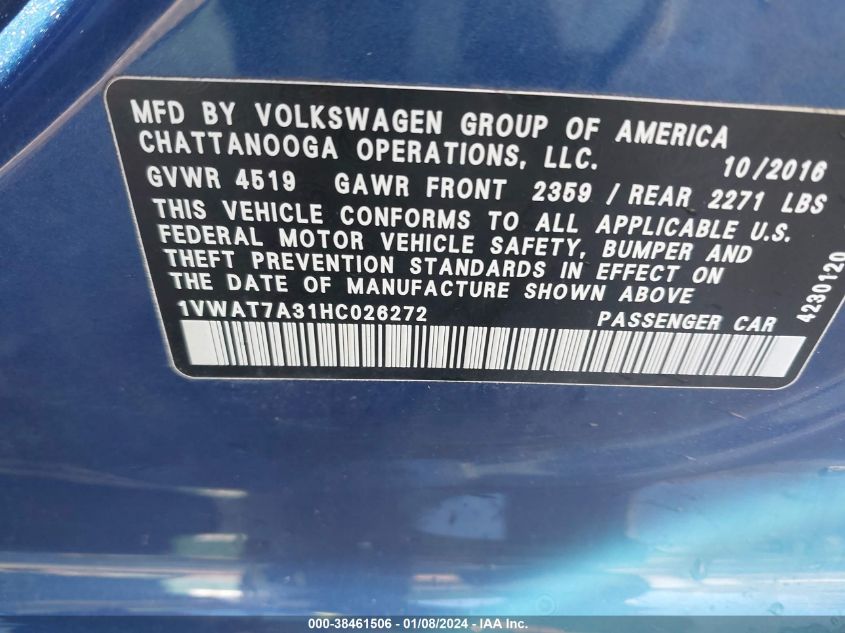 MFD BY VOLKSWAGEN GROUP OF AMERICA
CHATTANOOGA OPERATIONS, LLC. 10/2016
GVWR 4519 GAWR FRONT 2359 / REAR 2271 LBS
THIS VEHICLE CONFORMS TO ALL APPLICABLE U.S.
FEDERAL MOTOR VEHICLE SAFETY, BUMPER AND
THEFT PREVENTION STANDARDS IN EFFECT ON
THE DATE OF MANUFACTURE SHOWN ABOVE
1VWAT7A31HC026272 PASSENGER CAR
4230120
000-38461506 - 01/08/2024 - IAA Inc.